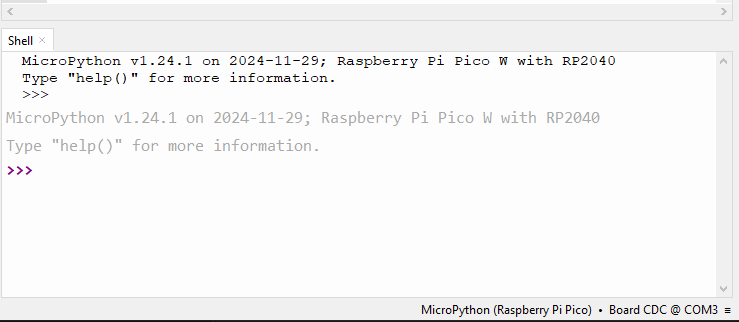 Shell ×
MicroPython v1.24.1 on 2024-11-29; Raspberry Pi Pico W with RP2040
Type "help()" for more information.
>>>
MicroPython v1.24.1 on 2024-11-29; Raspberry Pi Pico W with RP2040
Type "help()" for more information.
>>>
MicroPython (Raspberry Pi Pico) • Board CDC @ COM3 ≡